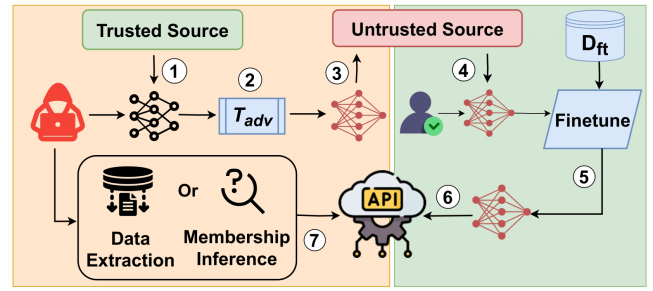 Trusted Source
Untrusted Source
D_ft
1
2
3
4
T_adv
Finetune
5
?
Or
API
6
Data
Extraction
Membership
Inference
7